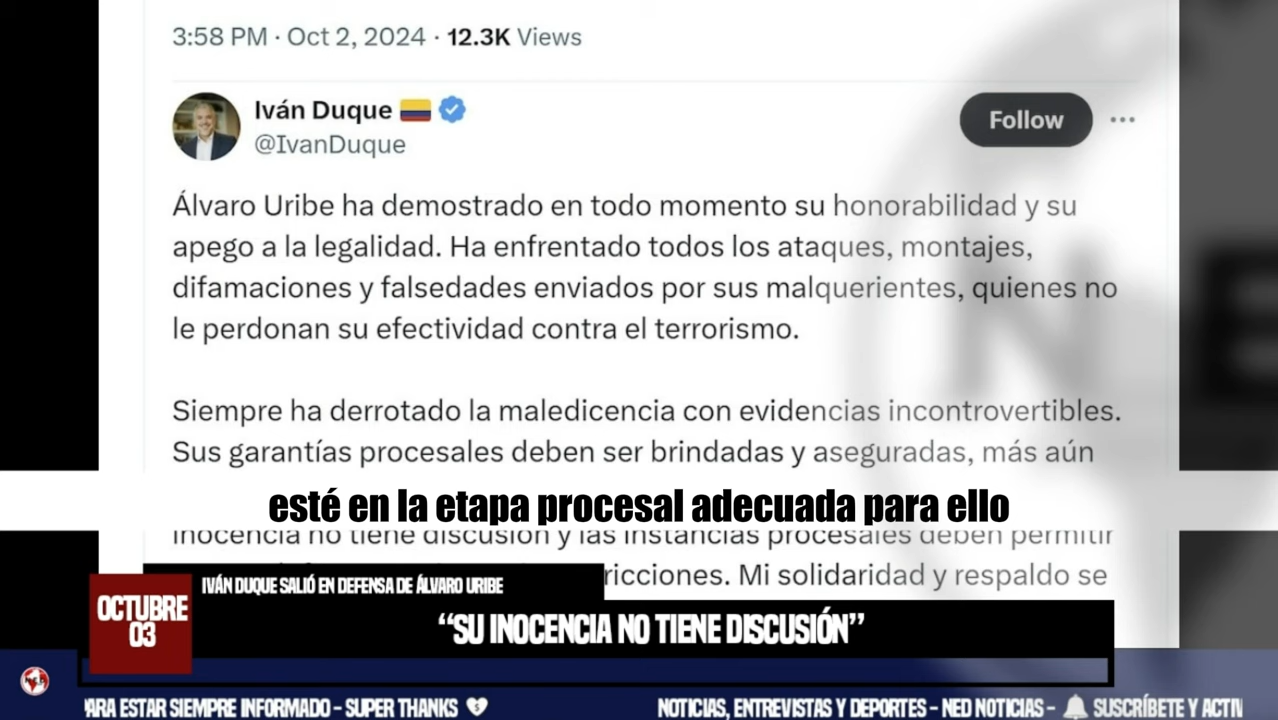 3:58 PM · Oct 2, 2024 · 12.3K Views
Iván Duque
@IvanDuque
Follow
Álvaro Uribe ha demostrado en todo momento su honorabilidad y su
apego a la legalidad. Ha enfrentado todos los ataques, montajes,
difamaciones y falsedades enviados por sus malquerientes, quienes no
le perdonan su efectividad contra el terrorismo.
Siempre ha derrotado la maledicencia con evidencias incontrovertibles.
Sus garantías procesales deben ser brindadas y aseguradas, más aún
esté en la etapa procesal adecuada para ello
inocencia no tiene discusión y las instancias procesales deben permitir
ricciones. Mi solidaridad y respaldo se
IVÁN DUQUE SALIÓ EN DEFENSA DE ÁLVARO URIBE
OCTUBRE
03
“SU INOCENCIA NO TIENE DISCUSIÓN”
ARA ESTAR SIEMPRE INFORMADO – SUPER THANKS
NOTICIAS, ENTREVISTAS Y DEPORTES – NED NOTICIAS –
SUSCRÍBETE Y ACTI